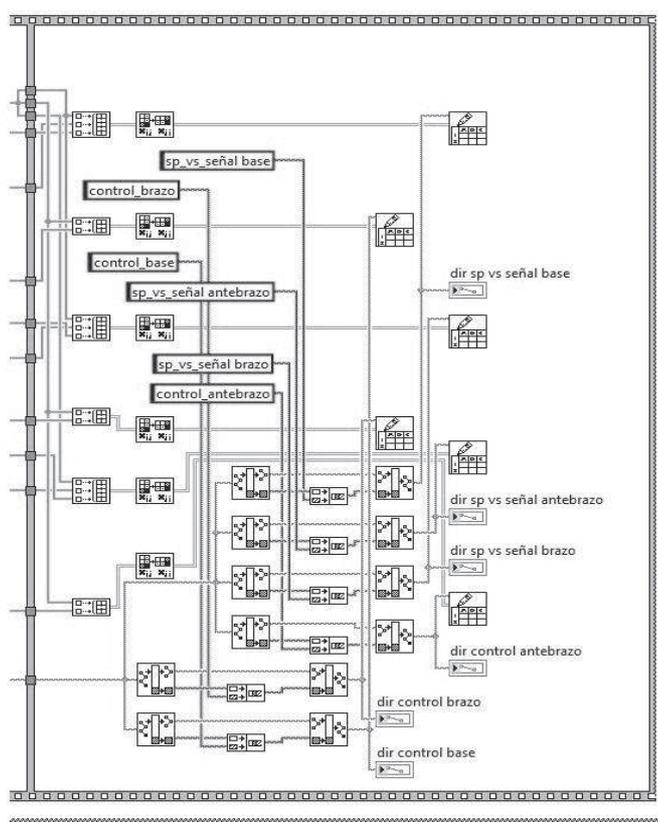 sp_vs_señal base
control_brazo
control_base
dir sp vs señal base
sp_vs_señal antebrazo
sp_vs_señal brazo
control_antebrazo
dir sp vs señal antebrazo
dir sp vs señal brazo
dir control antebrazo
dir control brazo
dir control base